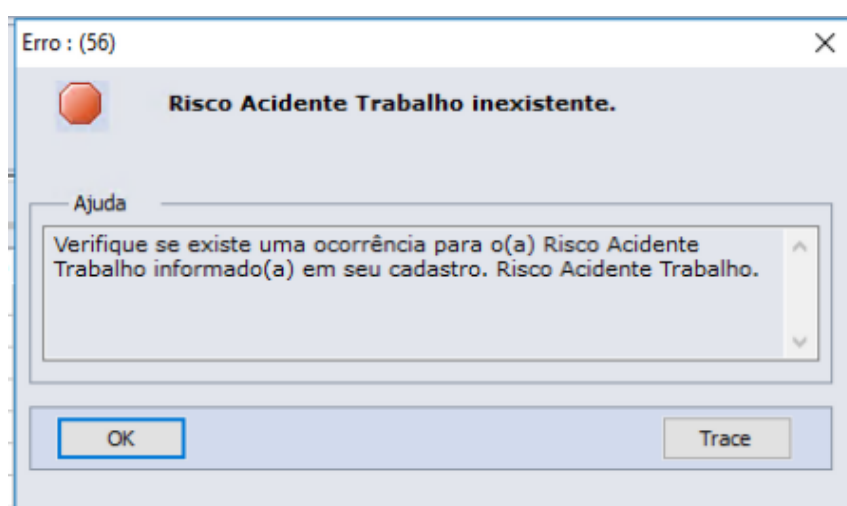 Erro : (56)
Risco Acidente Trabalho inexistente.
Ajuda
Verifique se existe uma ocorrência para o(a) Risco Acidente
Trabalho informado(a) em seu cadastro. Risco Acidente Trabalho.
OK
Trace